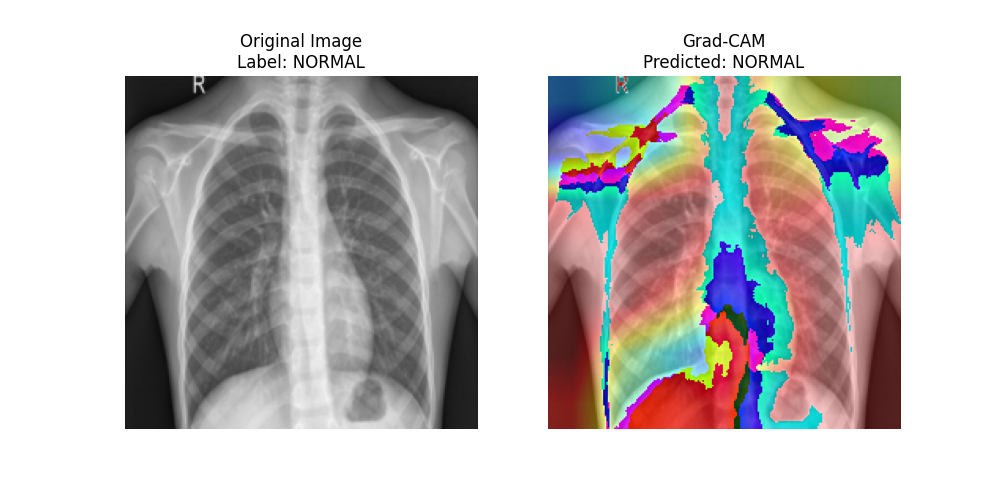 Original Image
Label: NORMAL
R
Grad-CAM
Predicted: NORMAL
R